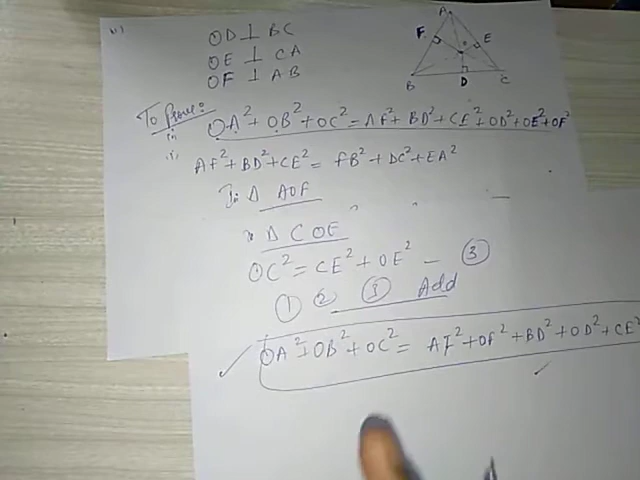 OD ⊥ BC
OE ⊥ CA
OF ⊥ AB
A
F
E
B
D
C
To Prove:
OA² + OB² + OC² = AF² + BD² + CE² + OD² + OE² + OF²
AF² + BD² + CE² = FB² + DC² + EA²
In Δ AOF
Δ COE
OC² = CE² + OE² — ③
① ② ③ Add
OA² + OB² + OC² = AF² + OF² + BD² + OD² + CE²